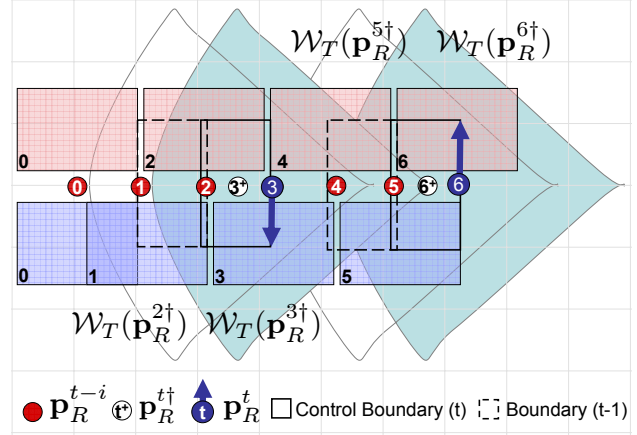 𝒲_T(𝐩_R^{5†}) 𝒲_T(𝐩_R^{6†})
0 2 4 6
0 1 2 3⁺ 3 4 5 6⁺ 6
0 1 3 5
𝒲_T(𝐩_R^{2†}) 𝒲_T(𝐩_R^{3†})
𝐩_R^{t−i} t⁺ 𝐩_R^{t†} t 𝐩_R^t Control Boundary (t) Boundary (t-1)